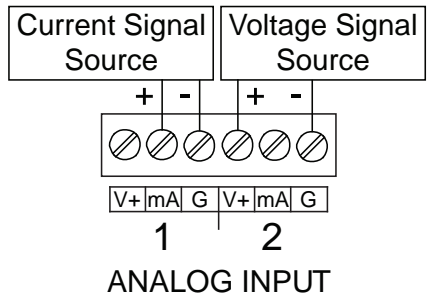 Current Signal Source
Voltage Signal Source
+ - + -
V+ mA G V+ mA G
1 2
ANALOG INPUT